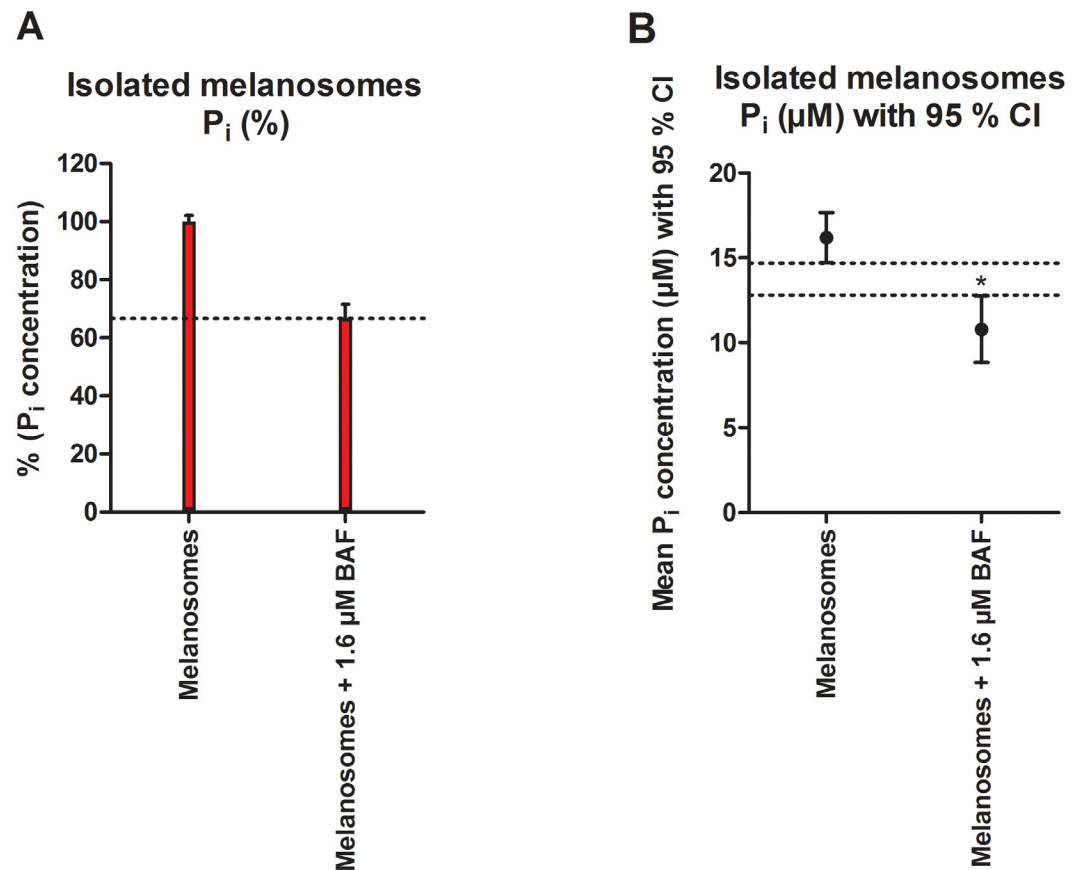 A
Isolated melanosomes
Pi (%)
% (Pi concentration)
120
100
80
60
40
20
0
Melanosomes
Melanosomes + 1.6 µM BAF
B
Isolated melanosomes
Pi (µM) with 95 % CI
Mean Pi concentration (µM) with 95 % CI
20
15
10
5
0
*
Melanosomes
Melanosomes + 1.6 µM BAF